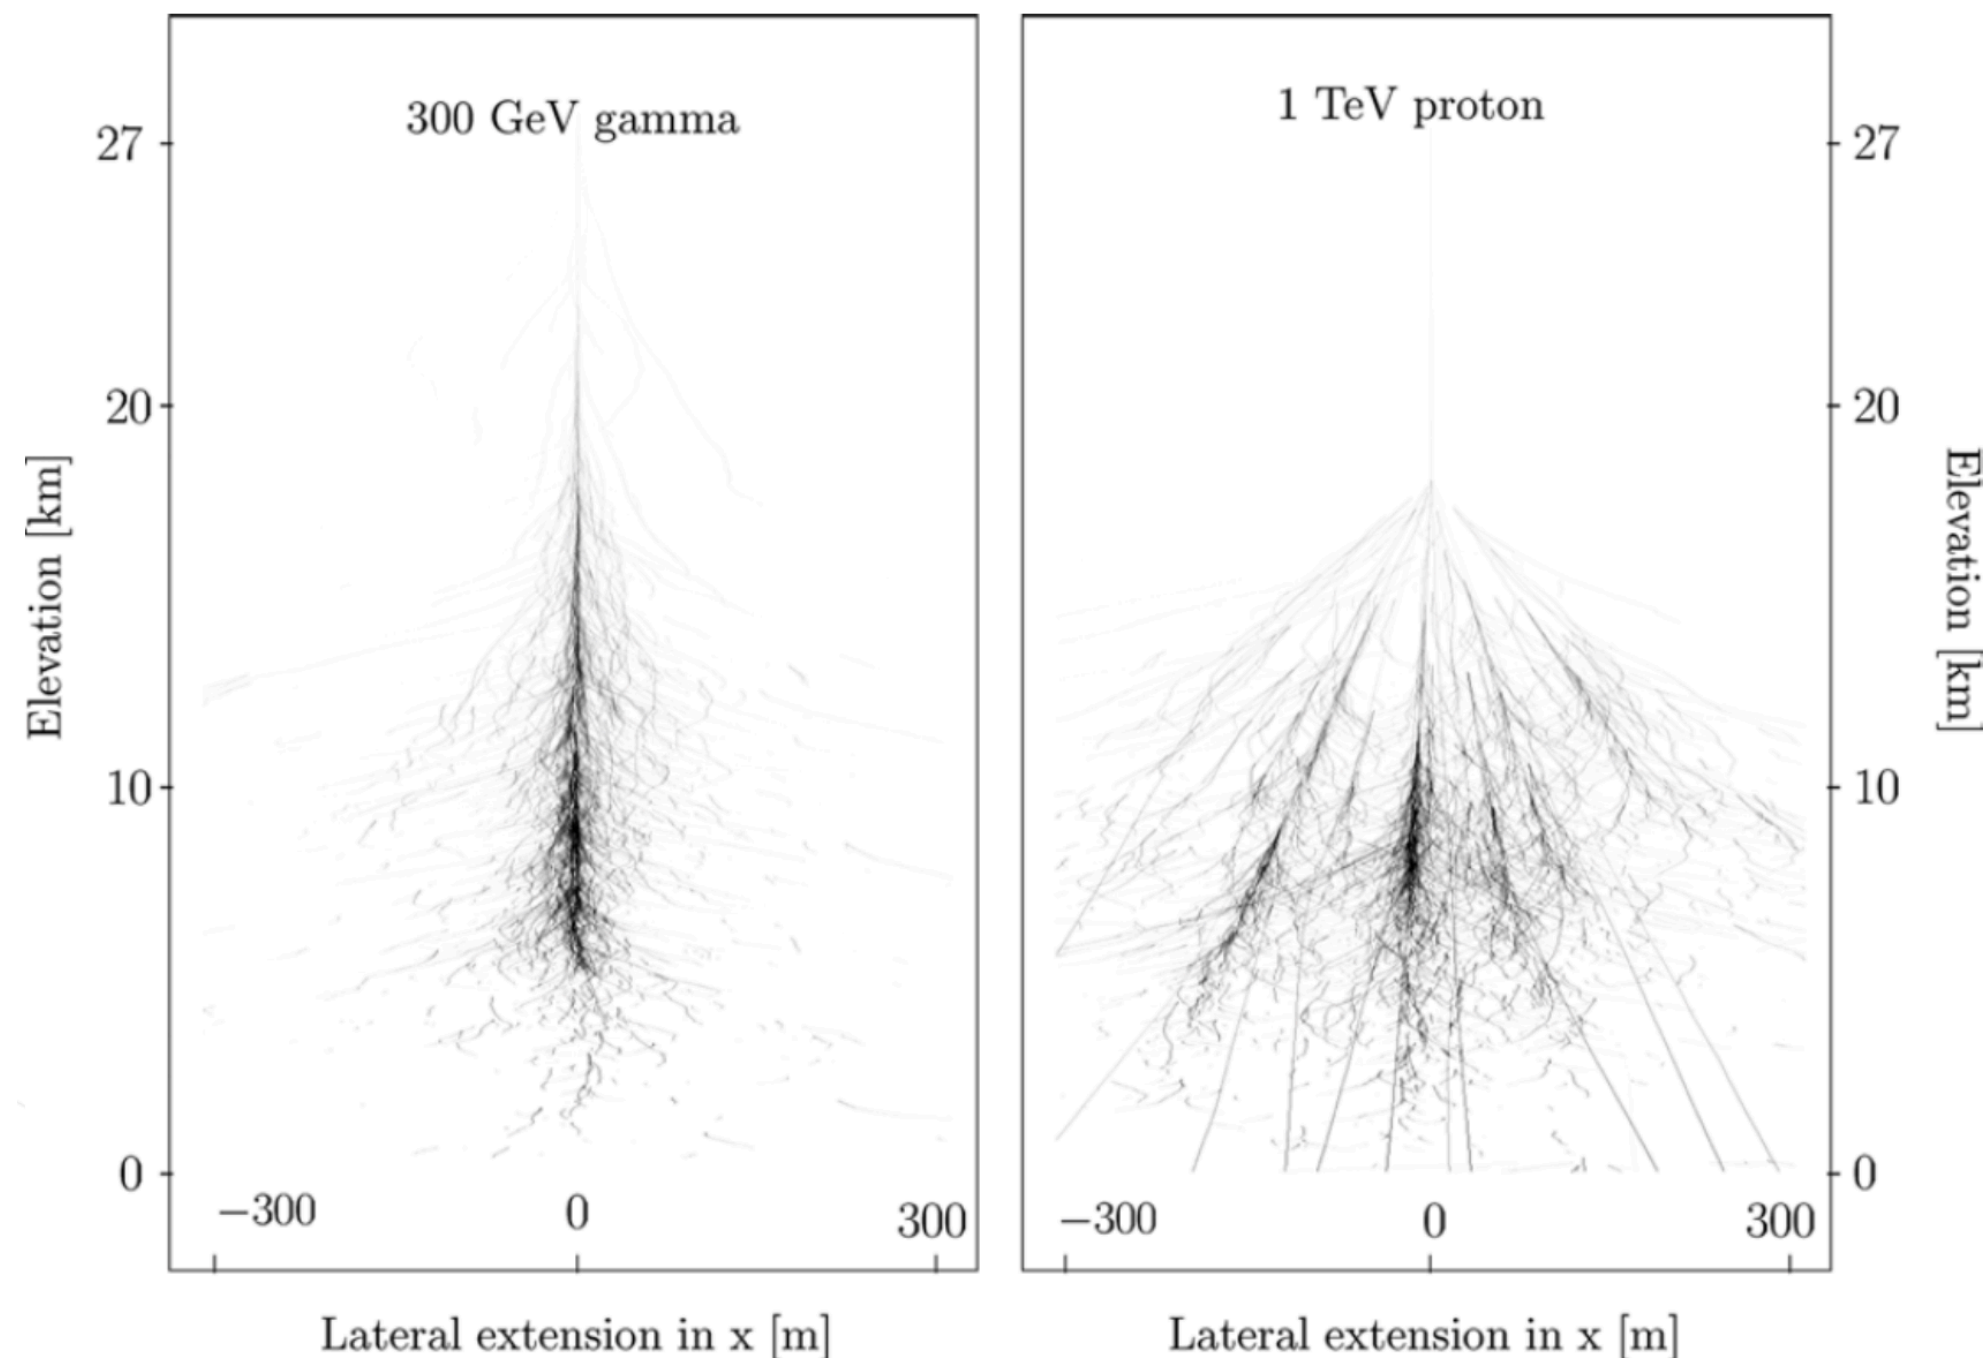 300 GeV gamma
27
20
10
0
Elevation [km]
−300
0
300
Lateral extension in x [m]
1 TeV proton
27
20
10
0
Elevation [km]
−300
0
300
Lateral extension in x [m]